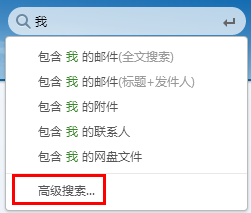 我
包含 我 的邮件(全文搜索)
包含 我 的邮件(标题+发件人)
包含 我 的附件
包含 我 的联系人
包含 我 的网盘文件
高级搜索...